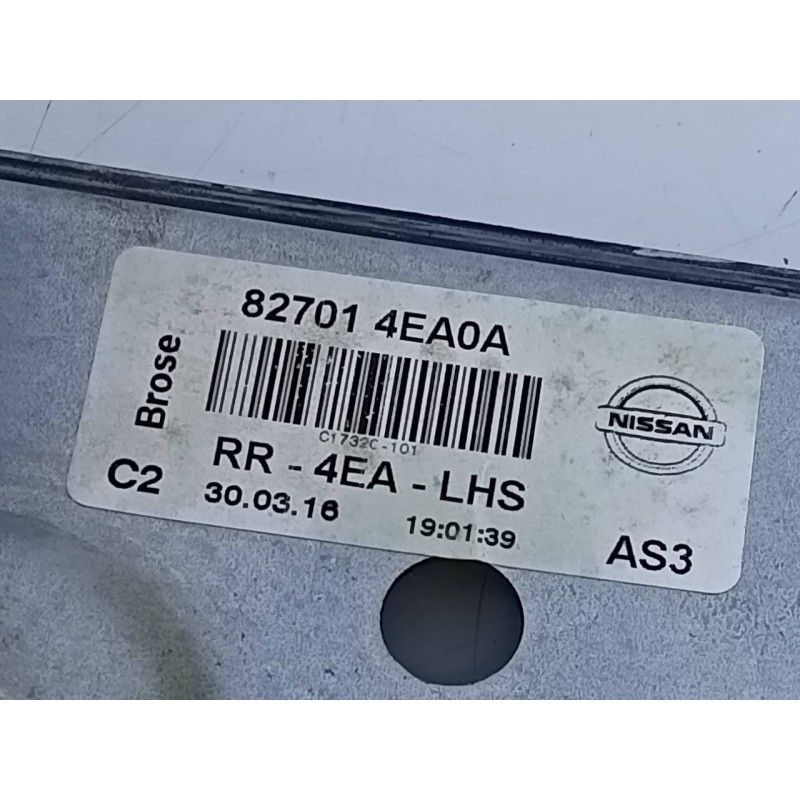 82701 4EA0A
Brose
NISSAN
C1732C-101
RR - 4EA - LHS
C2
30.03.16
19:01:39
AS3